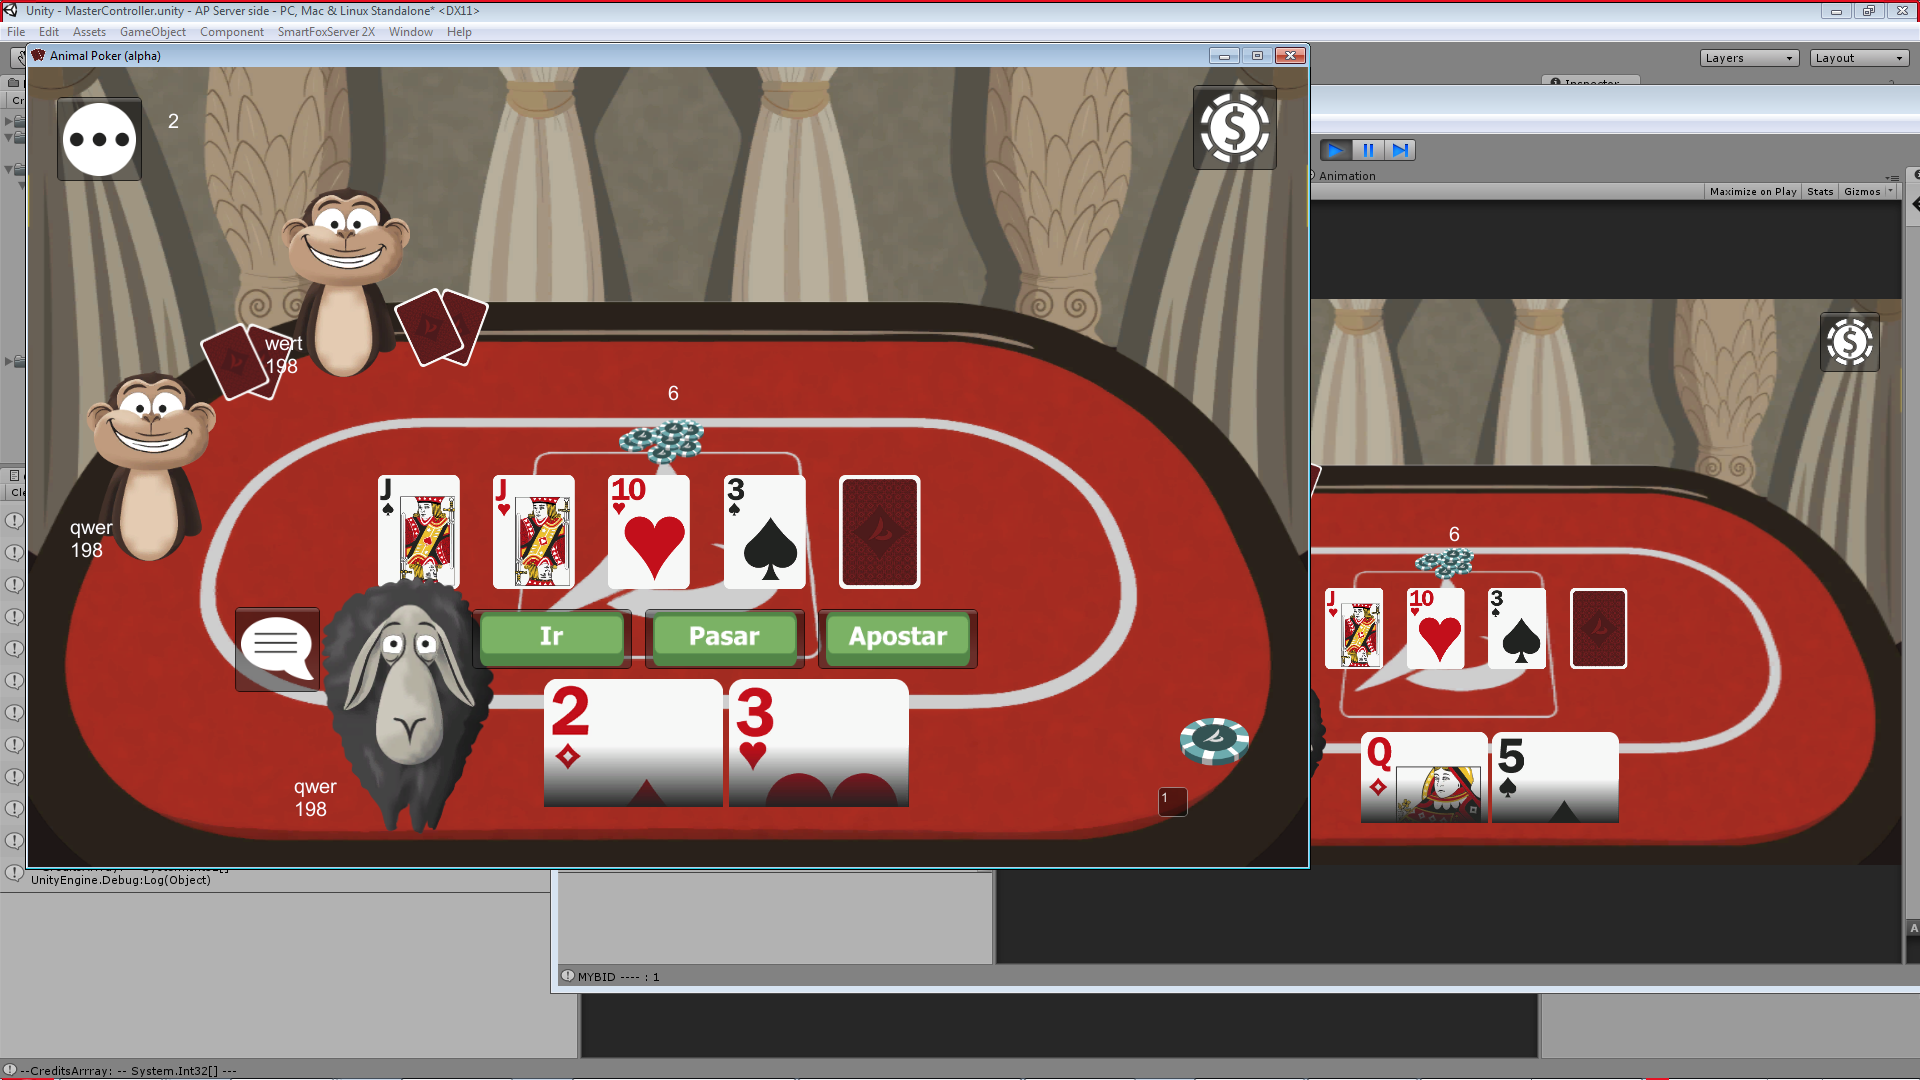 Unity - MasterController.unity - AP Server side - PC, Mac & Linux Standalone* <DX11>
File Edit Assets GameObject Component SmartFoxServer 2X Window Help
Animal Poker (alpha)
Layers
Layout
Inspector
Cr
2
$
Animation
Maximize on Play Stats Gizmos
wert
198
$
6
J
J
10
3
qwer
198
6
J
10
3
Ir
Pasar
Apostar
2
3
Q
5
qwer
198
1
UnityEngine.Debug:Log(Object)
MYBID ---- : 1
--CreditsArrray: -- System.Int32[] ---